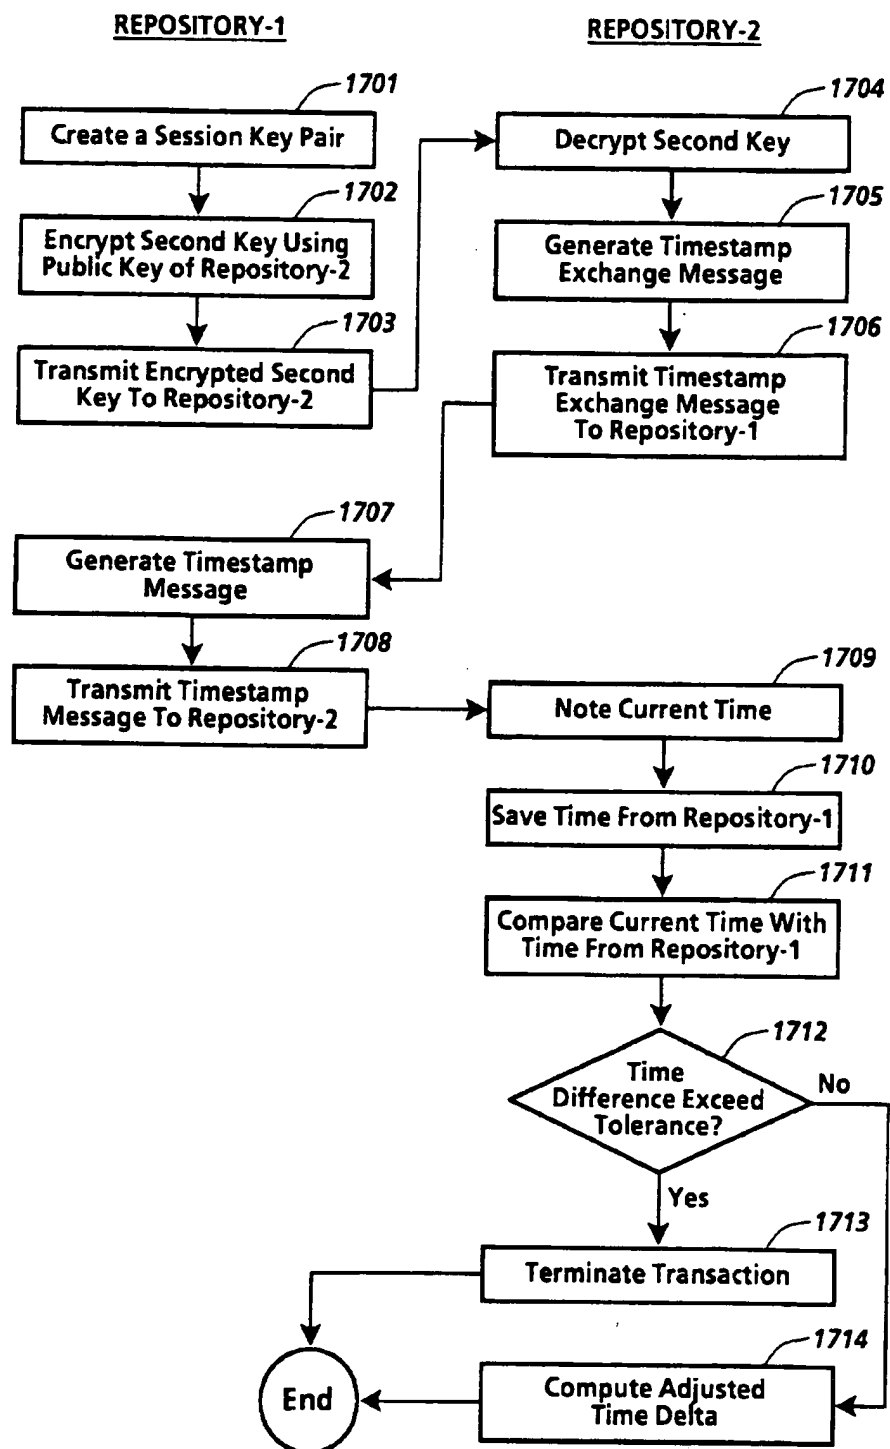 REPOSITORY-1
REPOSITORY-2
1701
Create a Session Key Pair
1702
Encrypt Second Key Using
Public Key of Repository-2
1703
Transmit Encrypted Second
Key To Repository-2
1704
Decrypt Second Key
1705
Generate Timestamp
Exchange Message
1706
Transmit Timestamp
Exchange Message
To Repository-1
1707
Generate Timestamp
Message
1708
Transmit Timestamp
Message To Repository-2
1709
Note Current Time
1710
Save Time From Repository-1
1711
Compare Current Time With
Time From Repository-1
1712
Time
Difference Exceed
Tolerance?
No
Yes
1713
Terminate Transaction
1714
Compute Adjusted
Time Delta
End